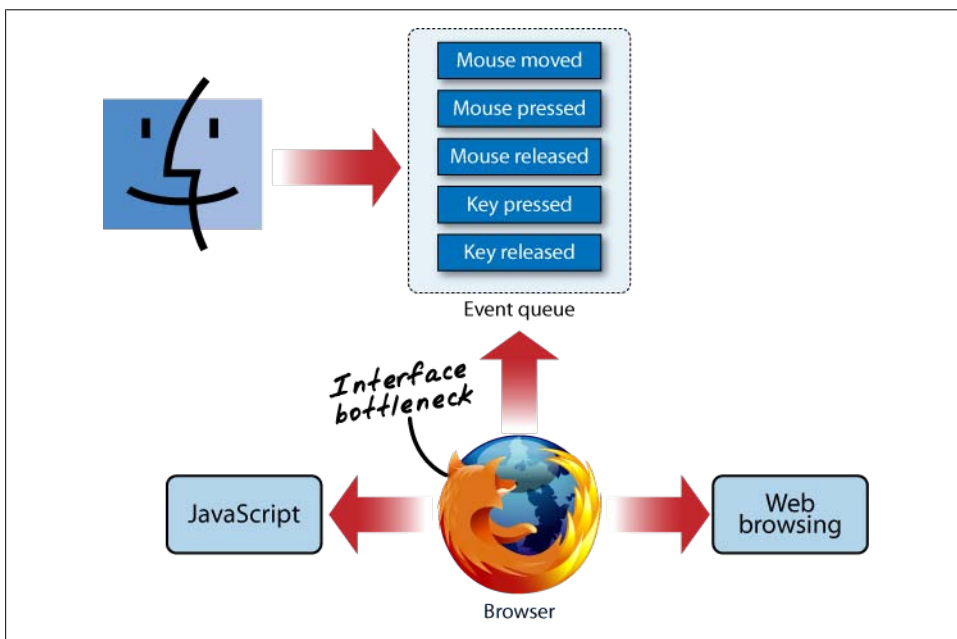 Mouse moved
Mouse pressed
Mouse released
Key pressed
Key released
Event queue
Interface
bottleneck
JavaScript
Web
browsing
Browser